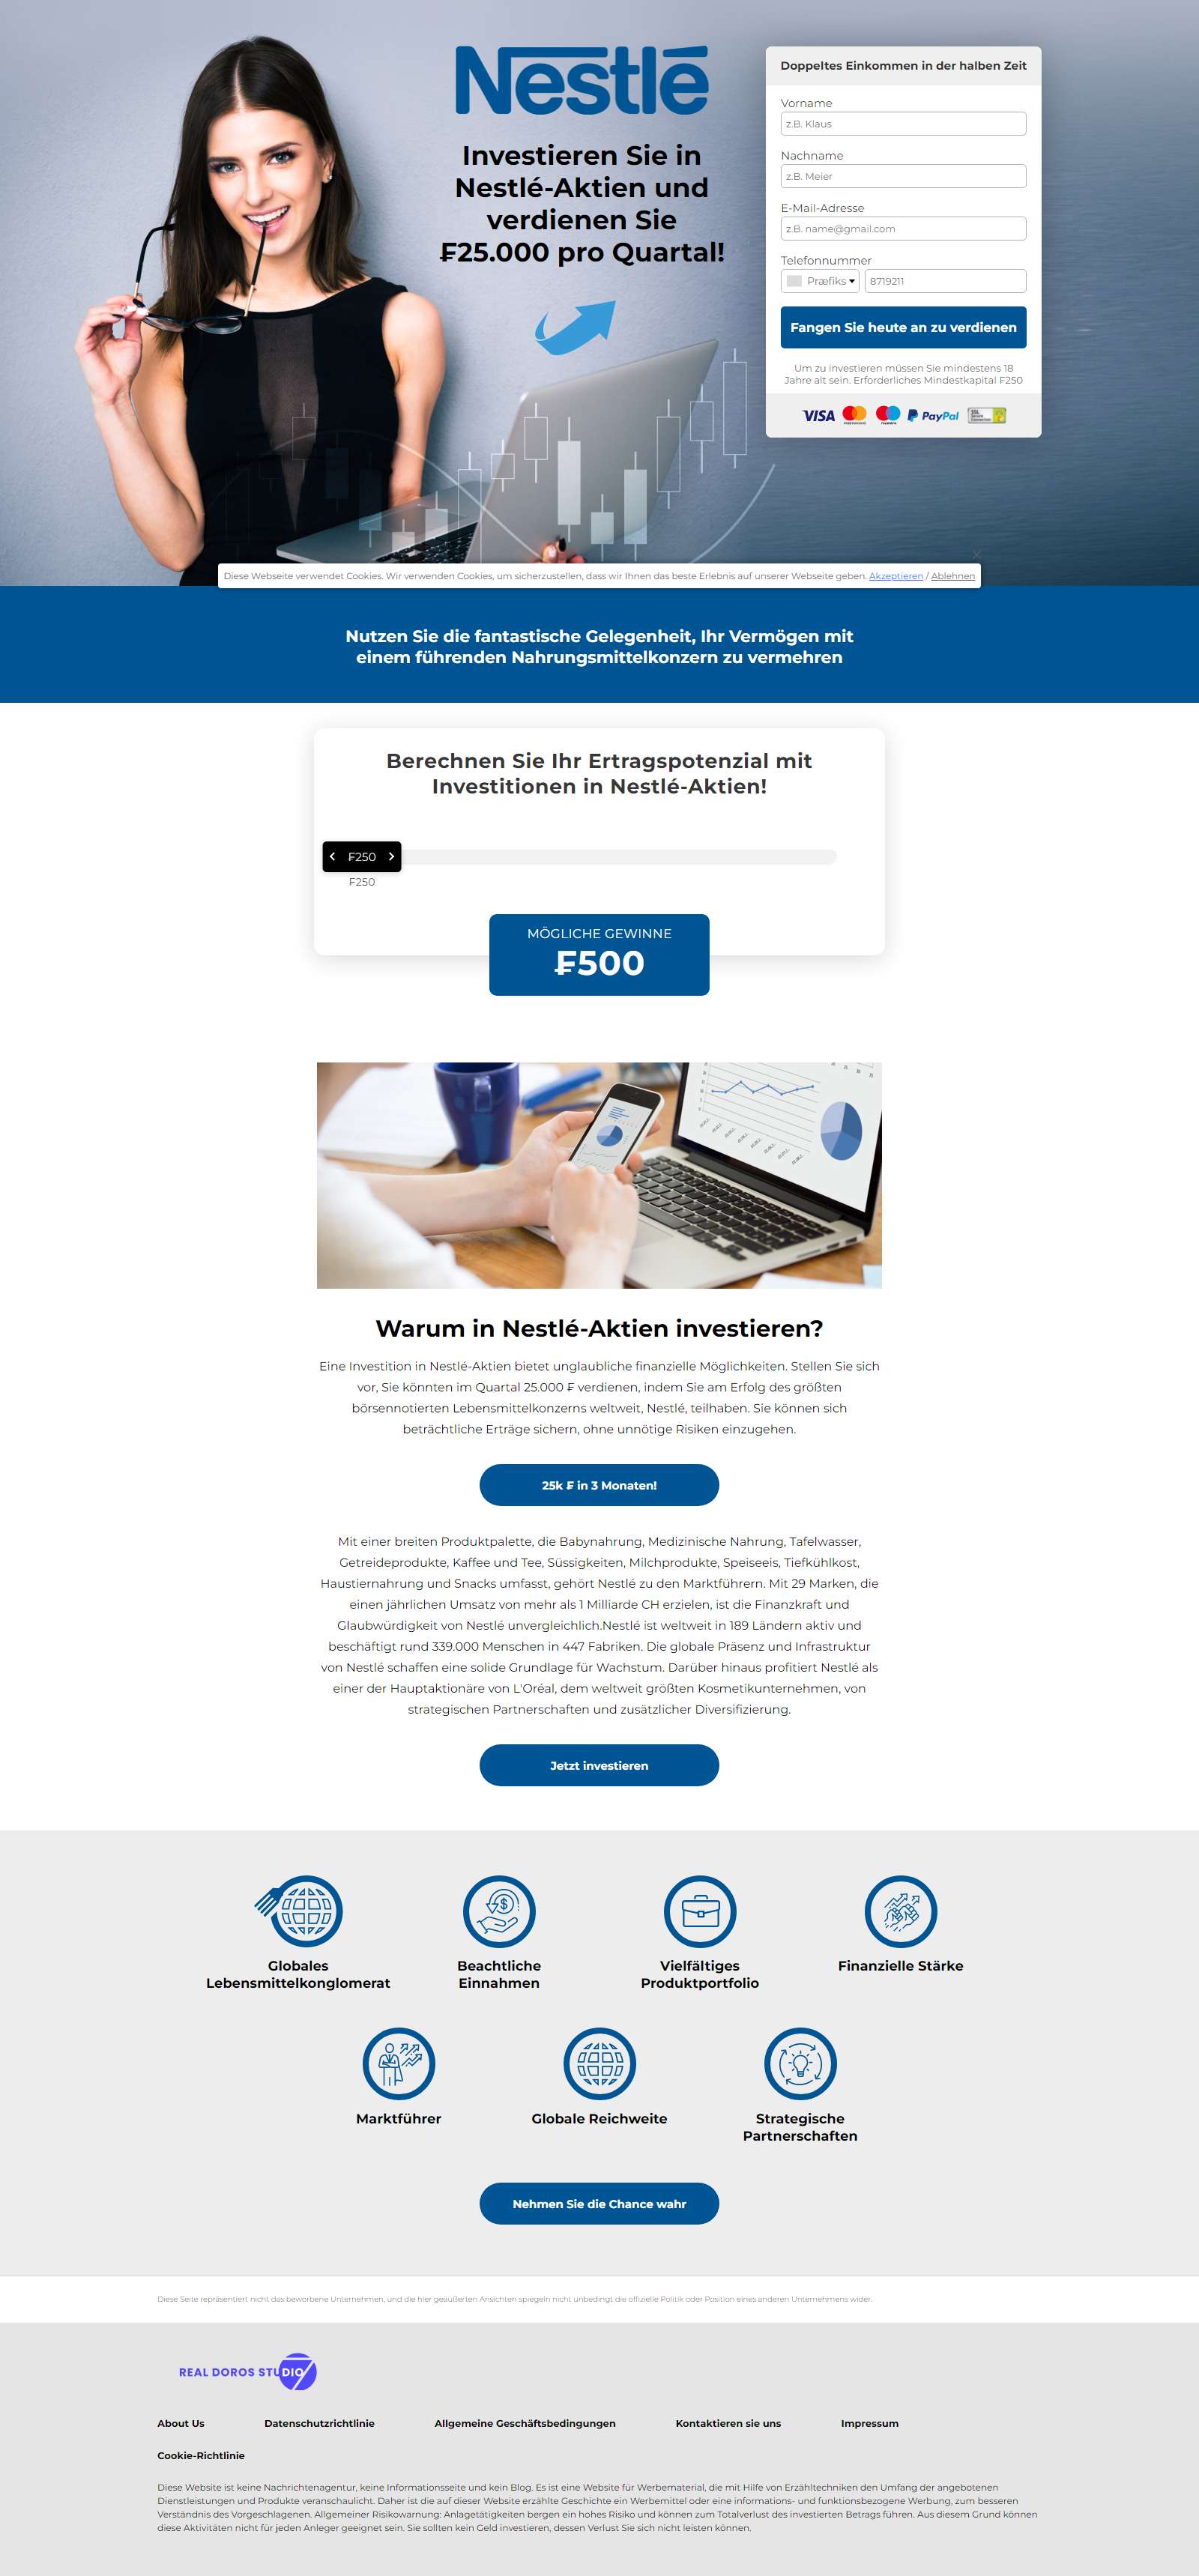 Nestlé
Investieren Sie in
Nestlé-Aktien und
verdienen Sie
₣25.000 pro Quartal!
Doppeltes Einkommen in der halben Zeit
Vorname
z.B. Klaus
Nachname
z.B. Meier
E-Mail-Adresse
z.B. name@gmail.com
Telefonnummer
Præfiks
8719211
Fangen Sie heute an zu verdienen
Um zu investieren müssen Sie mindestens 18
Jahre alt sein. Erforderliches Mindestkapital F250
VISA
PayPal
Diese Webseite verwendet Cookies. Wir verwenden Cookies, um sicherzustellen, dass wir Ihnen das beste Erlebnis auf unserer Webseite geben. Akzeptieren / Ablehnen
Nutzen Sie die fantastische Gelegenheit, Ihr Vermögen mit
einem führenden Nahrungsmittelkonzern zu vermehren
Berechnen Sie Ihr Ertragspotenzial mit
Investitionen in Nestlé-Aktien!
₣250
₣250
MÖGLICHE GEWINNE
₣500
Warum in Nestlé-Aktien investieren?
Eine Investition in Nestlé-Aktien bietet unglaubliche finanzielle Möglichkeiten. Stellen Sie sich
vor, Sie könnten im Quartal 25.000 ₣ verdienen, indem Sie am Erfolg des größten
börsennotierten Lebensmittelkonzerns weltweit, Nestlé, teilhaben. Sie können sich
beträchtliche Erträge sichern, ohne unnötige Risiken einzugehen.
25k ₣ in 3 Monaten!
Mit einer breiten Produktpalette, die Babynahrung, Medizinische Nahrung, Tafelwasser,
Getreideprodukte, Kaffee und Tee, Süssigkeiten, Milchprodukte, Speiseeis, Tiefkühlkost,
Haustiernahrung und Snacks umfasst, gehört Nestlé zu den Marktführern. Mit 29 Marken, die
einen jährlichen Umsatz von mehr als 1 Milliarde CH erzielen, ist die Finanzkraft und
Glaubwürdigkeit von Nestlé unvergleichlich.Nestlé ist weltweit in 189 Ländern aktiv und
beschäftigt rund 339.000 Menschen in 447 Fabriken. Die globale Präsenz und Infrastruktur
von Nestlé schaffen eine solide Grundlage für Wachstum. Darüber hinaus profitiert Nestlé als
einer der Hauptaktionäre von L'Oréal, dem weltweit größten Kosmetikunternehmen, von
strategischen Partnerschaften und zusätzlicher Diversifizierung.
Jetzt investieren
Globales
Lebensmittelkonglomerat
Beachtliche
Einnahmen
Vielfältiges
Produktportfolio
Finanzielle Stärke
Marktführer
Globale Reichweite
Strategische
Partnerschaften
Nehmen Sie die Chance wahr
Diese Seite repräsentiert nicht das beworbene Unternehmen, und die hier geäußerten Ansichten spiegeln nicht unbedingt die offizielle Politik oder Position eines anderen Unternehmens wider.
REAL DOROS STUDIO
About Us
Datenschutzrichtlinie
Allgemeine Geschäftsbedingungen
Kontaktieren sie uns
Impressum
Cookie-Richtlinie
Diese Website ist keine Nachrichtenagentur, keine Informationsseite und kein Blog. Es ist eine Website für Werbematerial, die mit Hilfe von Erzähltechniken den Umfang der angebotenen
Dienstleistungen und Produkte veranschaulicht. Daher ist die auf dieser Website erzählte Geschichte ein Werbemittel oder eine informations- und funktionsbezogene Werbung, zum besseren
Verständnis des Vorgeschlagenen. Allgemeiner Risikowarnung: Anlagetätigkeiten bergen ein hohes Risiko und können zum Totalverlust des investierten Betrags führen. Aus diesem Grund können
diese Aktivitäten nicht für jeden Anleger geeignet sein. Sie sollten kein Geld investieren, dessen Verlust Sie sich nicht leisten können.